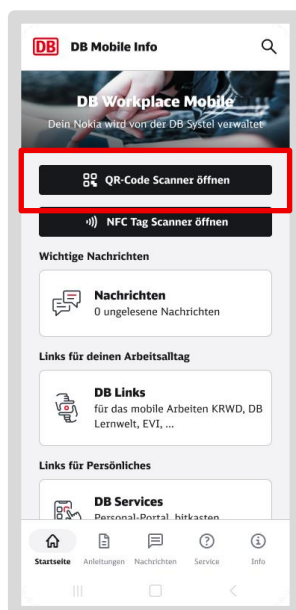 DB DB Mobile Info
DB Workplace Mobile
Dein Nokia wird von der DB Systel verwaltet
QR-Code Scanner öffnen
NFC Tag Scanner öffnen
Wichtige Nachrichten
Nachrichten
0 ungelesene Nachrichten
Links für deinen Arbeitsalltag
DB Links
für das mobile Arbeiten KRWD, DB
Lernwelt, EVI, ...
Links für Persönliches
DB Services
Personal-Portal, bitkasten
Startseite Anleitungen Nachrichten Service Info